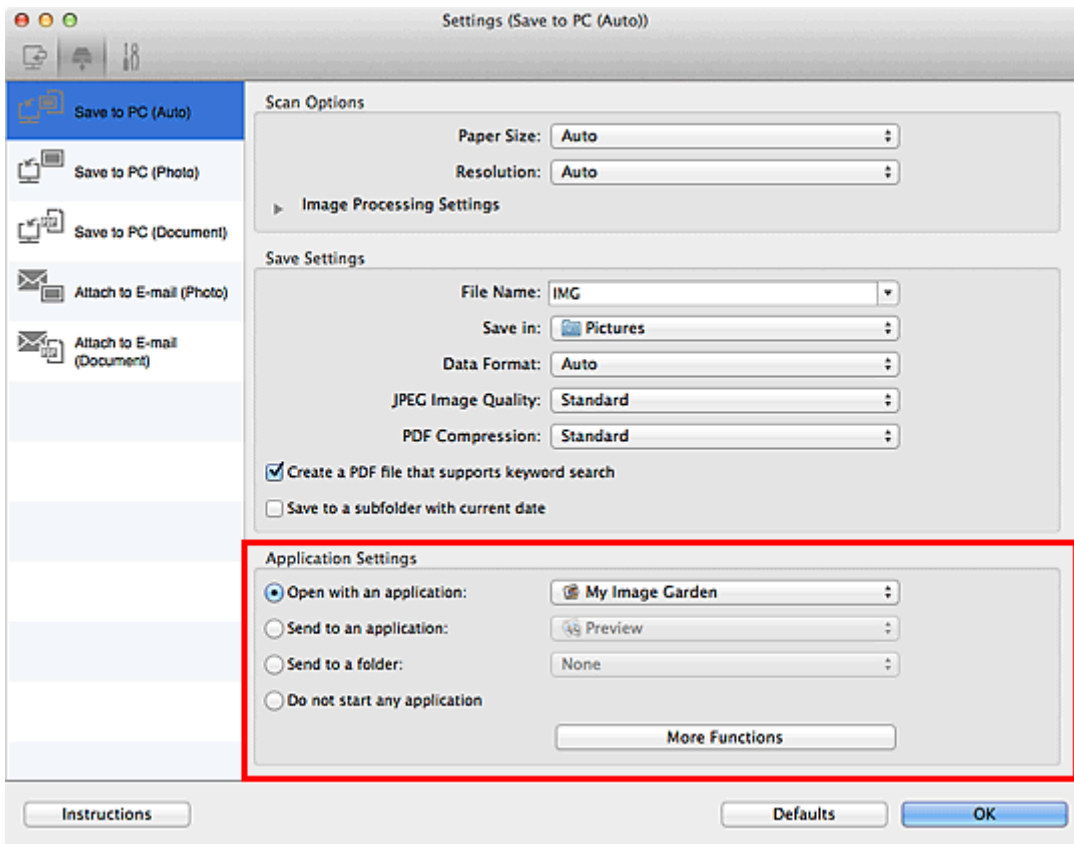 Settings (Save to PC (Auto))
Save to PC (Auto)
Save to PC (Photo)
Save to PC (Document)
Attach to E-mail (Photo)
Attach to E-mail
(Document)
Scan Options
Paper Size: Auto
Resolution: Auto
Image Processing Settings
Save Settings
File Name: IMG
Save in: Pictures
Data Format: Auto
JPEG Image Quality: Standard
PDF Compression: Standard
Create a PDF file that supports keyword search
Save to a subfolder with current date
Application Settings
Open with an application: My Image Garden
Send to an application: Preview
Send to a folder: None
Do not start any application
More Functions
Instructions Defaults OK